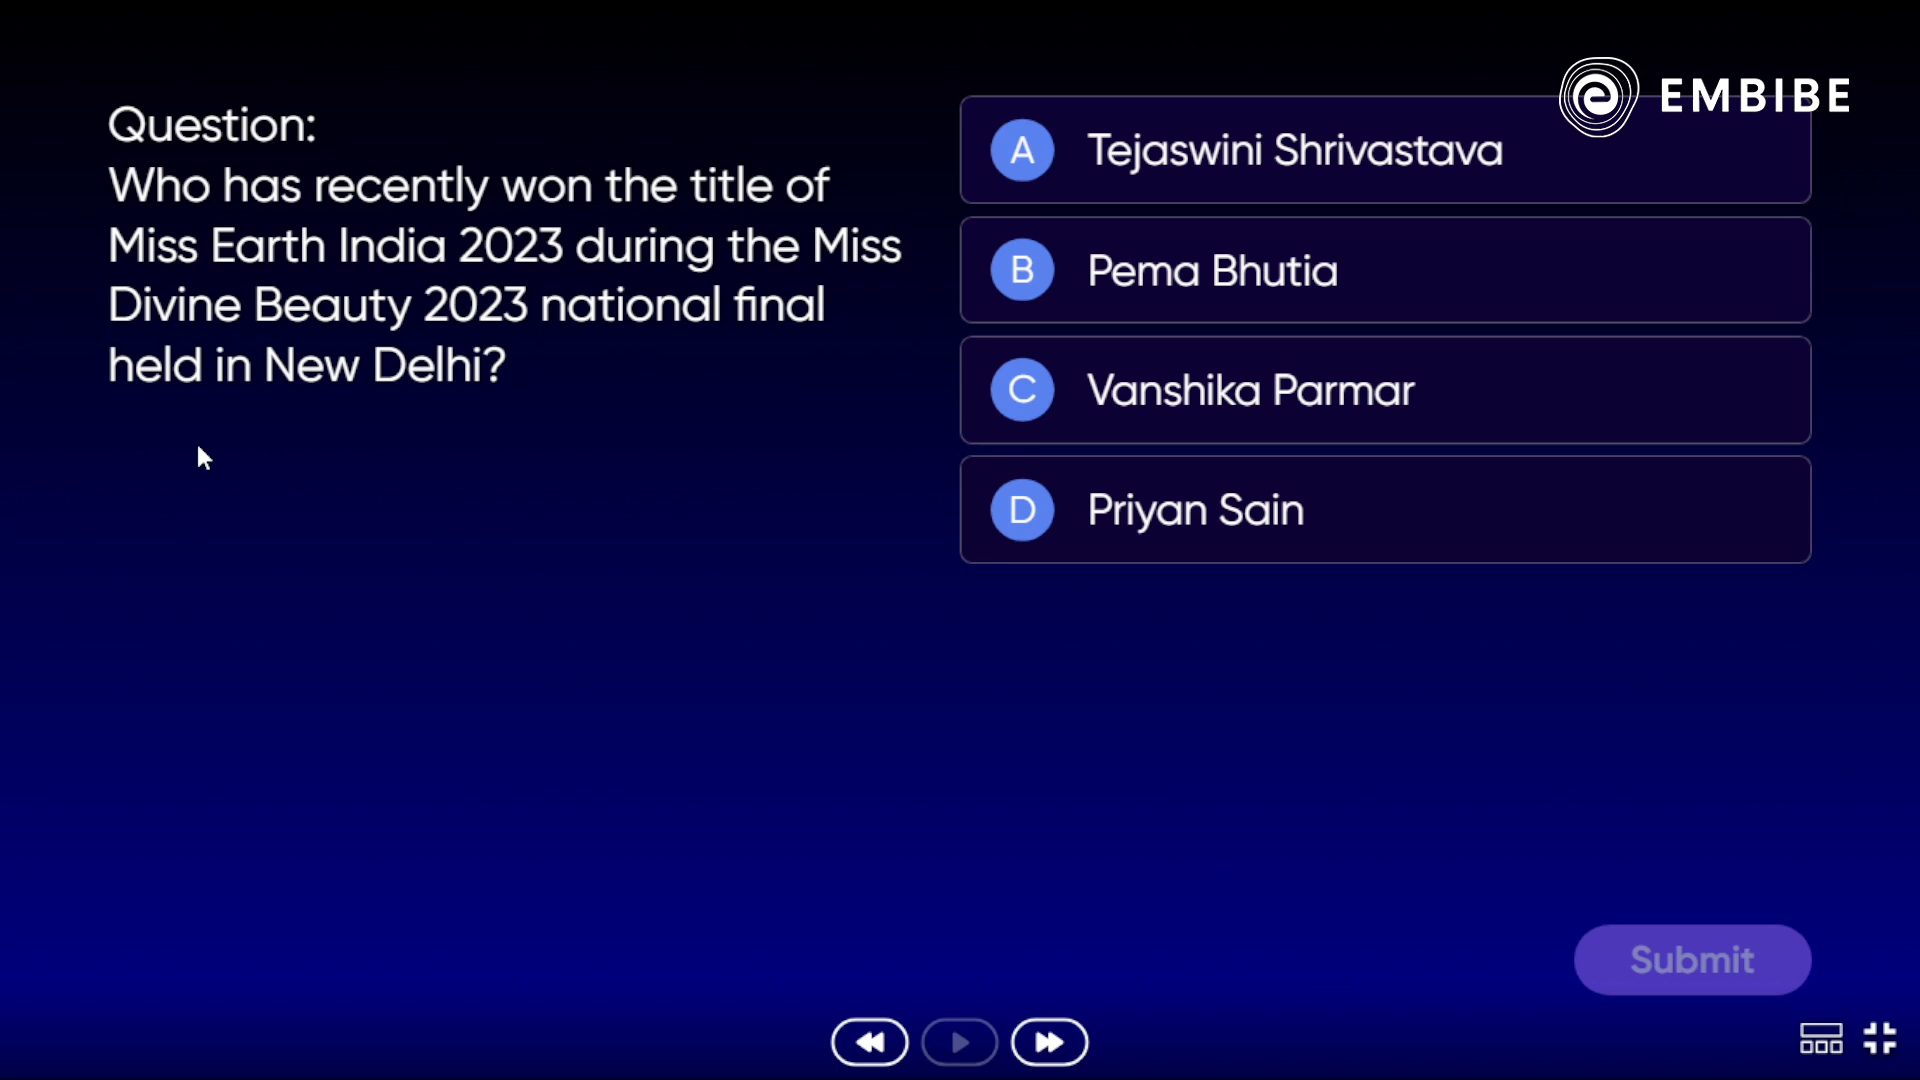 EMBIBE
Question:
Who has recently won the title of
Miss Earth India 2023 during the Miss
Divine Beauty 2023 national final
held in New Delhi?
A Tejaswini Shrivastava
B Pema Bhutia
C Vanshika Parmar
D Priyan Sain
Submit